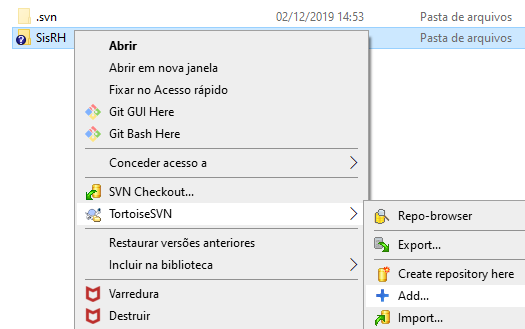 .svn 02/12/2019 14:53 Pasta de arquivos
SisRH Pasta de arquivos
Abrir
Abrir em nova janela
Fixar no Acesso rápido
Git GUI Here
Git Bash Here
Conceder acesso a
SVN Checkout...
TortoiseSVN
Restaurar versões anteriores
Incluir na biblioteca
Varredura
Destruir
Repo-browser
Export...
Create repository here
Add...
Import...